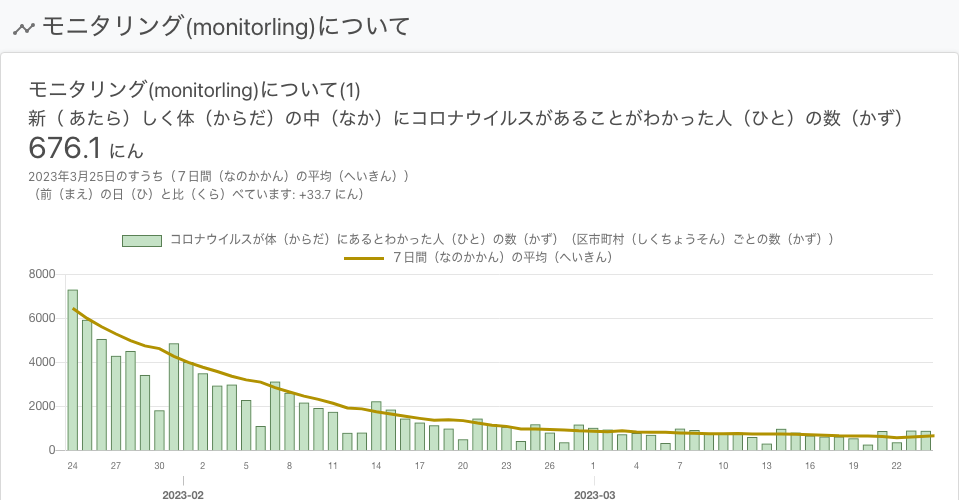 モニタリング(monitorling)について
モニタリング(monitorling)について(1)
新（ あたら）しく体（からだ）の中（なか）にコロナウイルスがあることがわかった人（ひと）の数（かず）
676.1 にん
2023年3月25日のすうち（７日間（なのかかん）の平均（へいきん））
（前（まえ）の日（ひ）と比（くら）べています: +33.7 にん）
コロナウイルスが体（からだ）にあるとわかった人（ひと）の数（かず）（区市町村（しくちょうそん）ごとの数（かず））
７日間（なのかかん）の平均（へいきん）
8000
6000
4000
2000
0
24 27 30 2 5 8 11 14 17 20 23 26 1 4 7 10 13 16 19 22
2023-02 2023-03